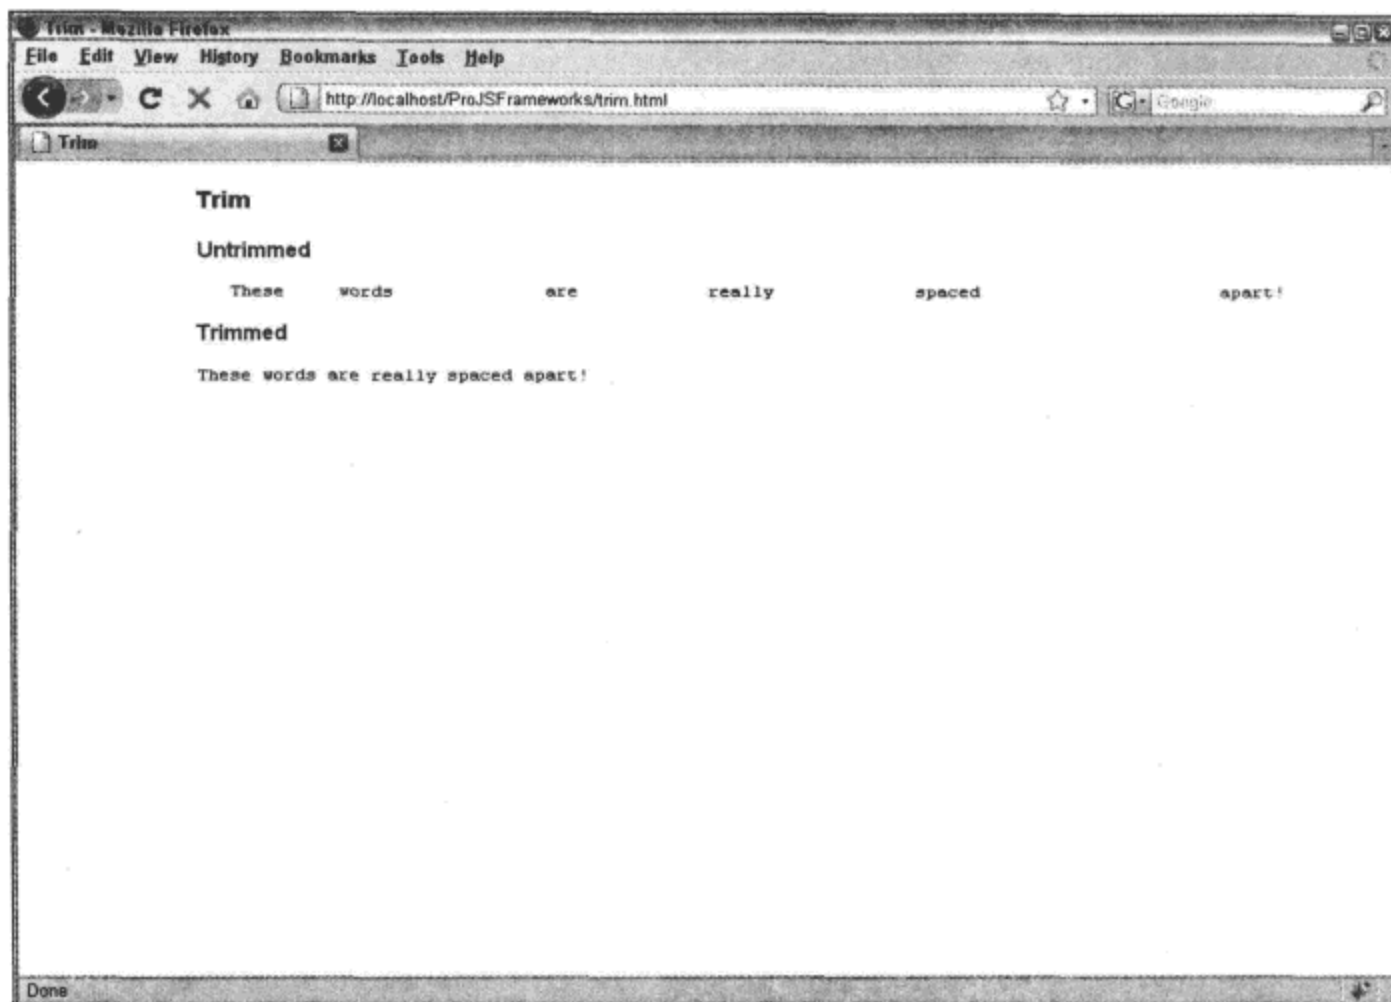 Trim - Mozilla Firefox
File Edit View History Bookmarks Tools Help
http://localhost/ProJSFrameworks/trim.html G Google
Trim
Trim
Untrimmed
These words are really spaced apart!
Trimmed
These words are really spaced apart!
Done